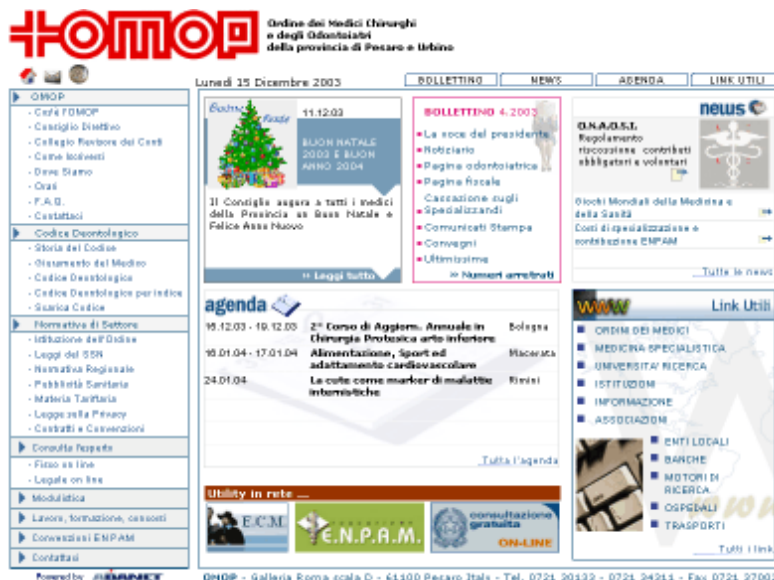 OMOP
Ordine dei Medici Chirurghi
e degli Odontoiatri
della provincia di Pesaro e Urbino
Lunedì 15 Dicembre 2003
BOLLETTINO
NEWS
AGENDA
LINK UTILI
OMOP
- Cos'è l'OMOP
- Consiglio Direttivo
- Collegio Revisore dei Conti
- Come Iscriversi
- Dove Siamo
- Orari
- F.A.Q.
- Contattaci
Codice Deontologico
- Storia del Codice
- Giuramento del Medico
- Codice Deontologico
- Codice Deontologico per indice
- Scarica Codice
Normativa di Settore
- Istituzione dell'Ordine
- Leggi del SSN
- Normativa Regionale
- Pubblicità Sanitaria
- Materia Tariffaria
- Legge sulla Privacy
- Contratti e Convenzioni
Consulta l'esperto
- Fisco on line
- Legale on line
Modulistica
Lavoro, formazione, concorsi
Convenzioni ENPAM
Contattaci
Powered by
Buone Feste
11.12.03
BUON NATALE
2003 E BUON
ANNO 2004
Il Consiglio augura a tutti i medici
della Provincia un Buon Natale e
Felice Anno Nuovo
» Leggi tutto
BOLLETTINO 4.2003
La voce del presidente
Notiziario
Pagina odontoiatrica
Pagina fiscale
Cassazione sugli
Specializzandi
Comunicati Stampa
Convegni
Ultimissime
» Numeri arretrati
news
O.N.A.O.S.I.
Regolamento
riscossione contributi
obbligatori e volontari
Giochi Mondiali della Medicina e
della Sanità
Corsi di specializzazione e
contribuzione ENPAM
Tutte le news
agenda
16.12.03 - 19.12.03 2° Corso di Aggiorn. Annuale in Bologna
Chirurgia Protesica arto inferiore
16.01.04 - 17.01.04 Alimentazione, Sport ed Macerata
adattamento cardiovascolare
24.01.04 La cute come marker di malattie Rimini
internistiche
Tutta l'agenda
www Link Utili
ORDINI DEI MEDICI
MEDICINA SPECIALISTICA
UNIVERSITA' RICERCA
ISTITUZIONI
INFORMAZIONE
ASSOCIAZIONI
ENTI LOCALI
BANCHE
MOTORI DI
RICERCA...
OSPEDALI
TRASPORTI
Tutti i link
Utility in rete ...
E.C.M.
E.N.P.A.M.
consultazione
gratuita
ON-LINE
OMOP - Galleria Roma scala D - 61100 Pesaro Italy - Tel. 0721 30133 - 0721 34311 - Fax 0721 3700